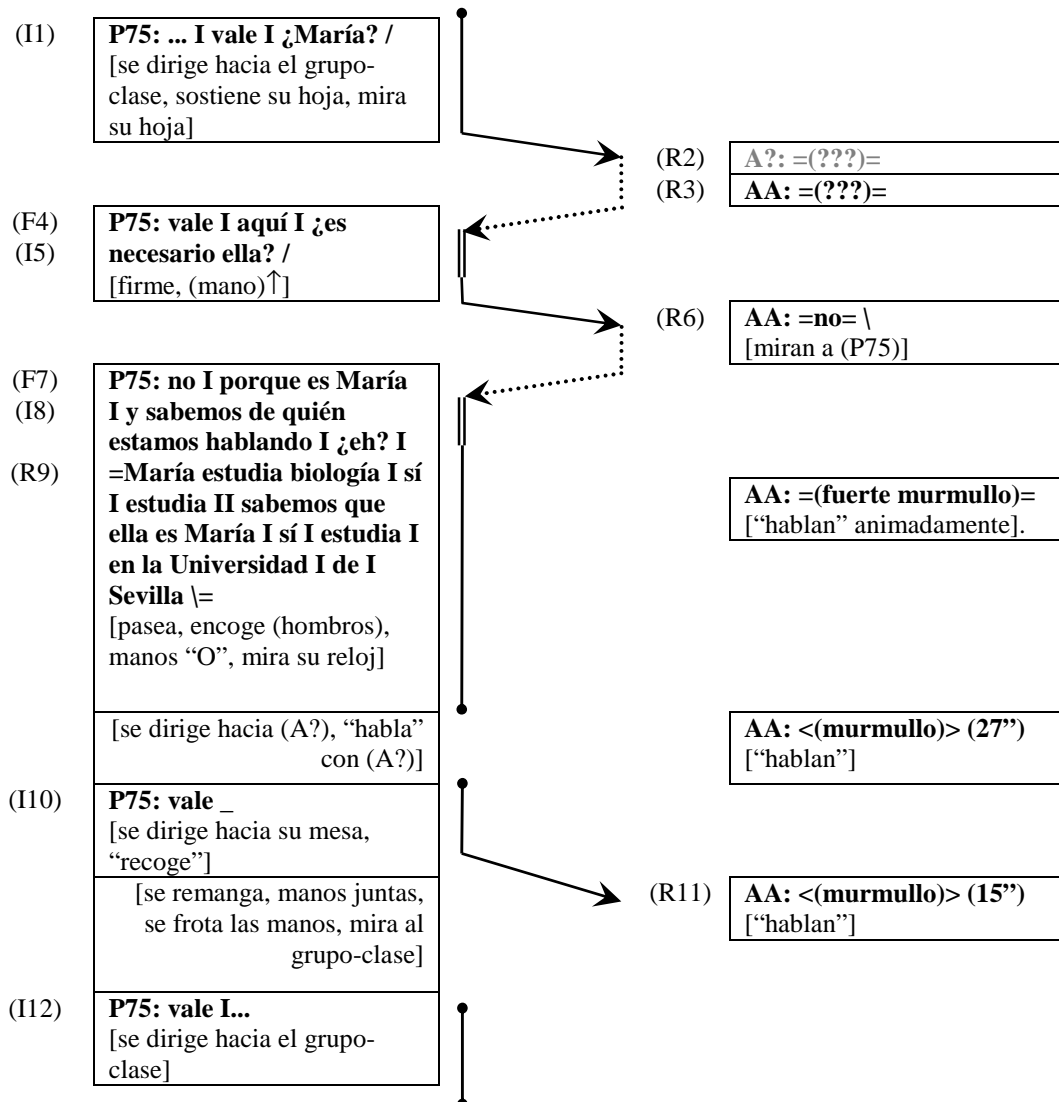 (I1) P75: ... I vale I ¿María? /
[se dirige hacia el grupo-
clase, sostiene su hoja, mira
su hoja]
(R2) A?: =(???)=
(R3) AA: =(???)=
(F4) P75: vale I aquí I ¿es
(I5) necesario ella? /
[firme, (mano)↑]
(R6) AA: =no= \
[miran a (P75)]
(F7) P75: no I porque es María
(I8) I y sabemos de quién
estamos hablando I ¿eh? I
(R9) =María estudia biología I sí
I estudia II sabemos que
ella es María I sí I estudia I
en la Universidad I de I
Sevilla \=
[pasea, encoge (hombros),
manos “O”, mira su reloj]
AA: =(fuerte murmullo)=
[“hablan” animadamente].
[se dirige hacia (A?), “habla”
con (A?)]
AA: <(murmullo)> (27”)
[“hablan”]
(I10) P75: vale _
[se dirige hacia su mesa,
“recoge”]
[se remanga, manos juntas,
se frota las manos, mira al
grupo-clase]
(R11) AA: <(murmullo)> (15”)
[“hablan”]
(I12) P75: vale I...
[se dirige hacia el grupo-
clase]